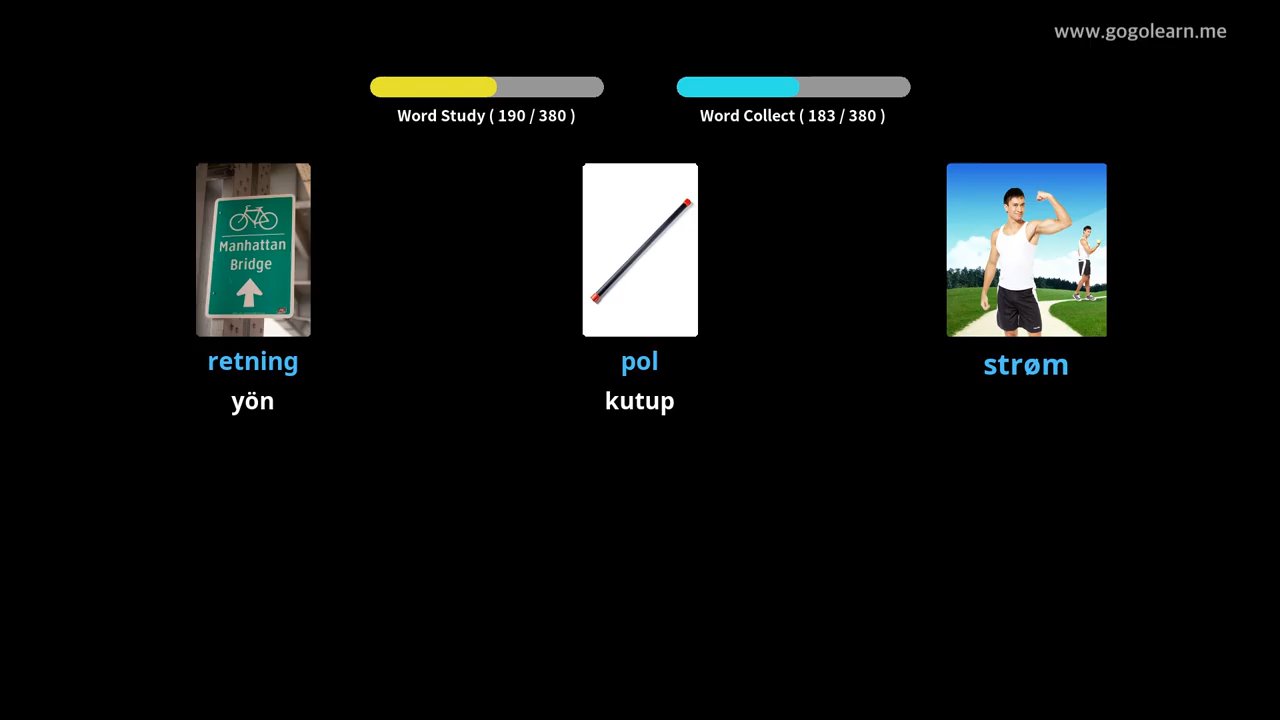 www.gogolearn.me
Word Study ( 190 / 380 )
Word Collect ( 183 / 380 )
Manhattan
Bridge
retning
pol
strøm
yön
kutup